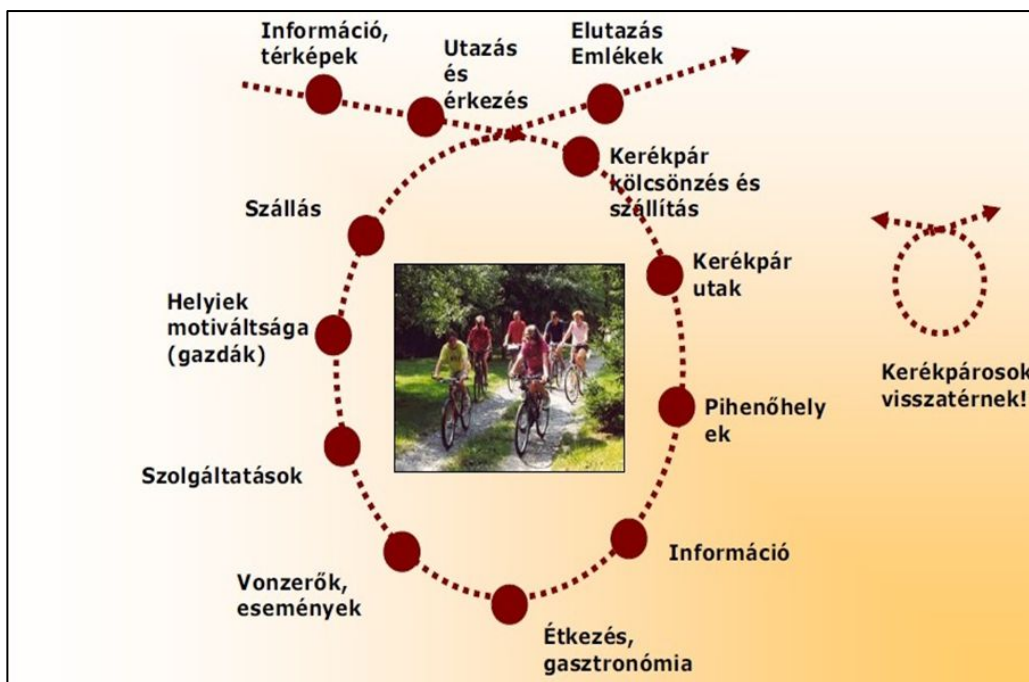 Információ,
térképek
Utazás
és
érkezés
Elutazás
Emlékek
Kerékpár
kölcsönzés és
szállítás
Kerékpár
utak
Pihenőhely
ek
Információ
Étkezés,
gasztronómia
Vonzerők,
események
Szolgáltatások
Helyiek
motiváltsága
(gazdák)
Szállás
Kerékpárosok
visszatérnek!